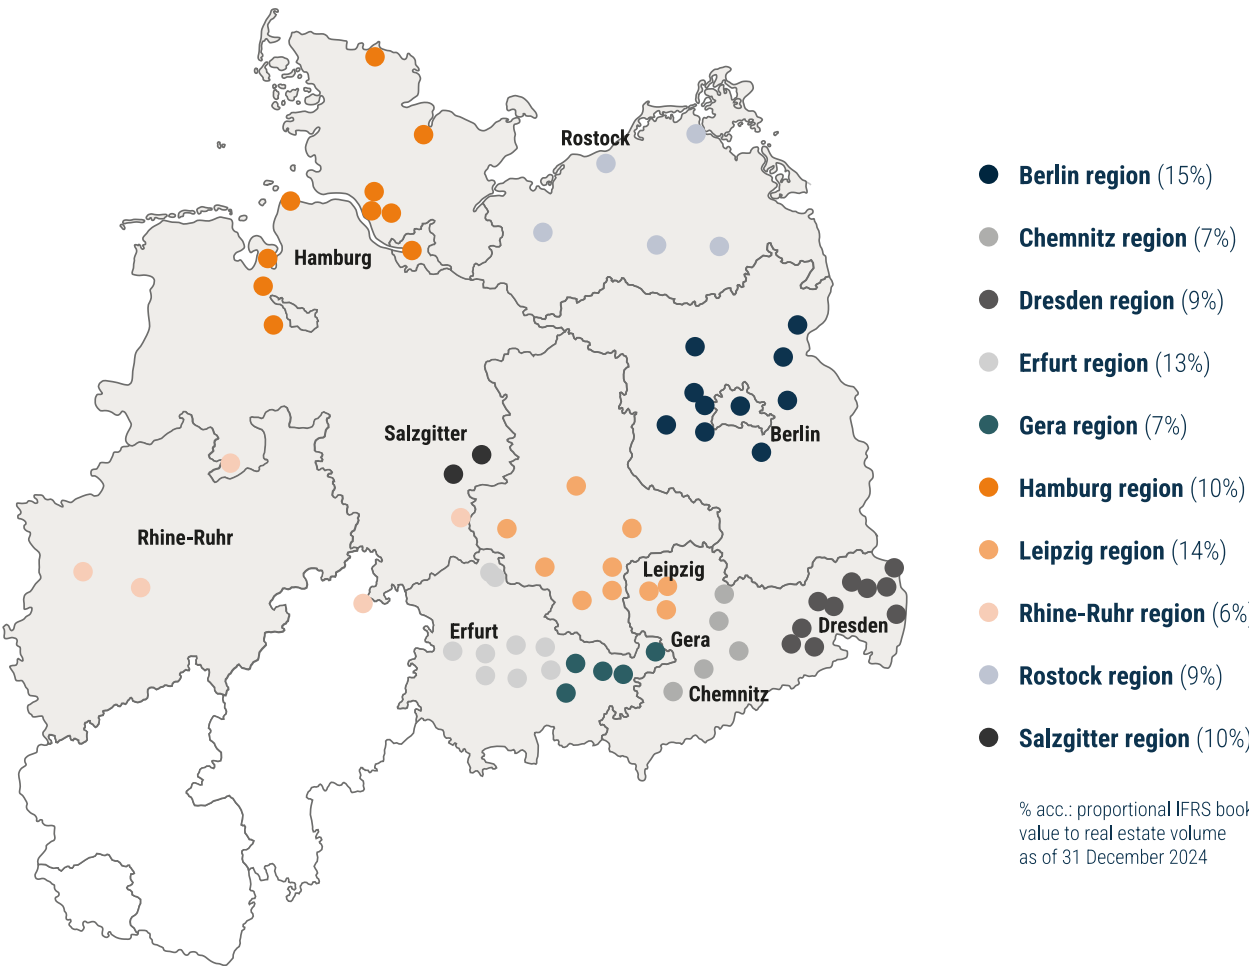 Rostock
Hamburg
Salzgitter
Berlin
Rhine-Ruhr
Leipzig
Erfurt
Gera
Dresden
Chemnitz
Berlin region (15%)
Chemnitz region (7%)
Dresden region (9%)
Erfurt region (13%)
Gera region (7%)
Hamburg region (10%)
Leipzig region (14%)
Rhine-Ruhr region (6%)
Rostock region (9%)
Salzgitter region (10%)
% acc.: proportional IFRS book
value to real estate volume
as of 31 December 2024